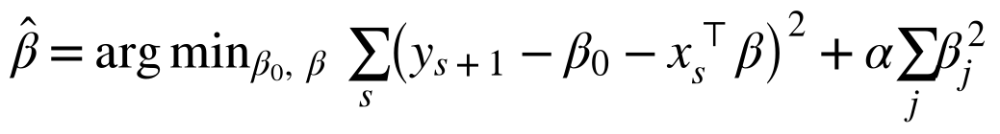 β̂ = arg min_{β₀, β} ∑_s (y_{s+1} − β₀ − x_s^⊤ β)² + α∑_j β_j²